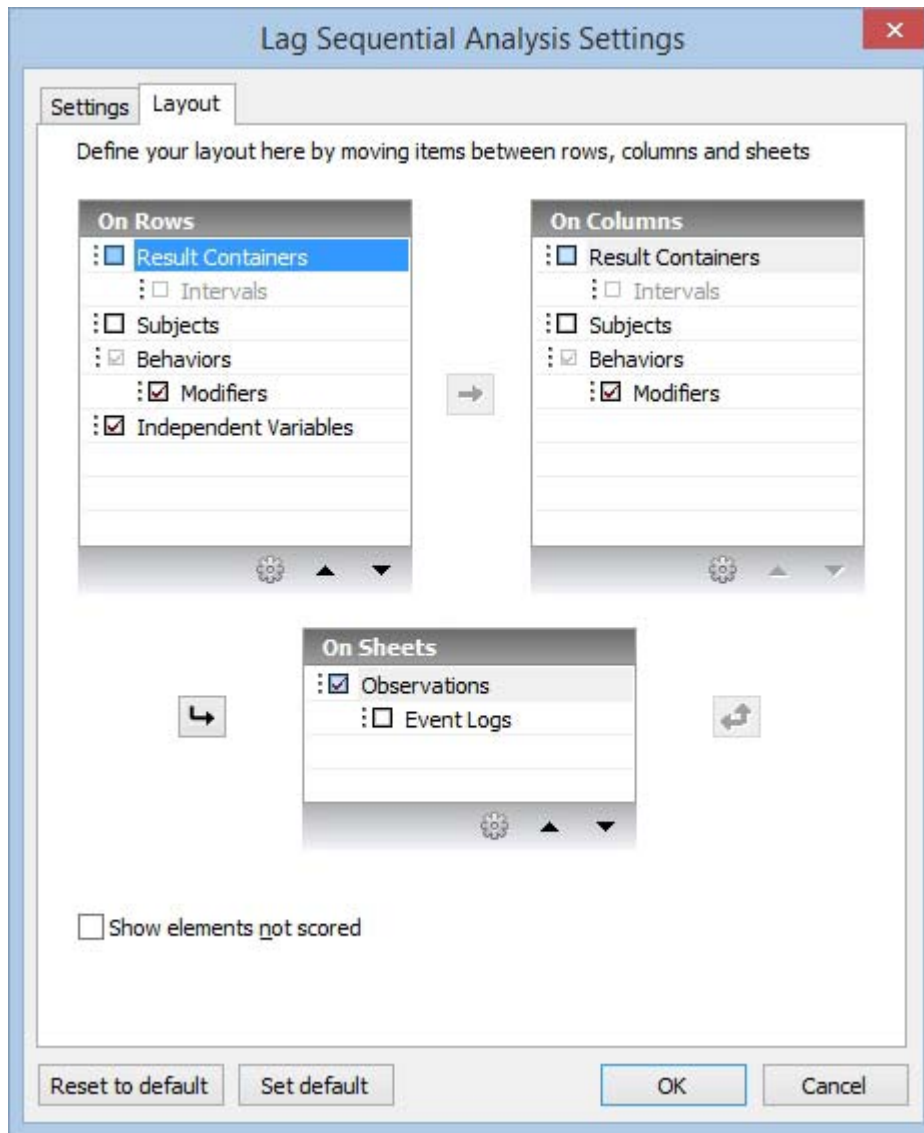 Lag Sequential Analysis Settings
Settings
Layout
Define your layout here by moving items between rows, columns and sheets
On Rows
Result Containers
Intervals
Subjects
Behaviors
Modifiers
Independent Variables
On Columns
Result Containers
Intervals
Subjects
Behaviors
Modifiers
On Sheets
Observations
Event Logs
Show elements not scored
Reset to default
Set default
OK
Cancel